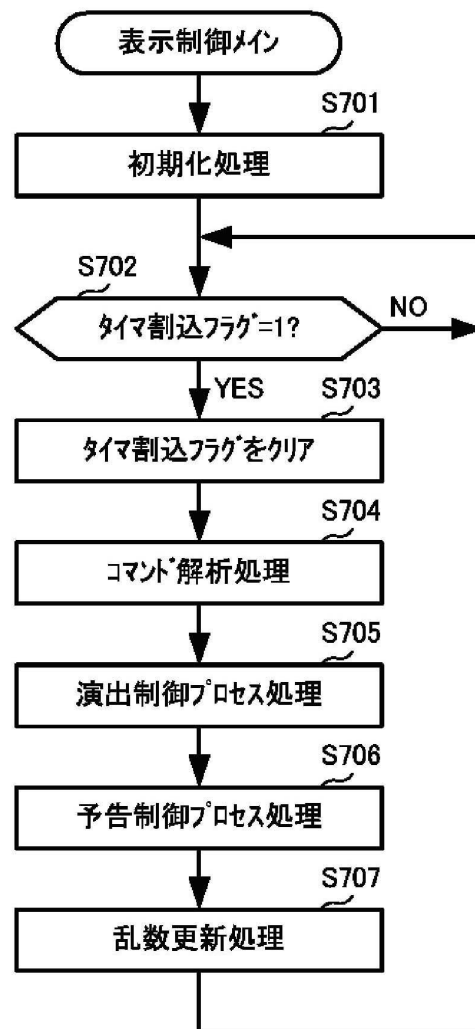 表示制御メイン
S701
初期化処理
S702
タイマ割込フラグ=1?
NO
YES
S703
タイマ割込フラグをクリア
S704
コマンド解析処理
S705
演出制御プロセス処理
S706
予告制御プロセス処理
S707
乱数更新処理